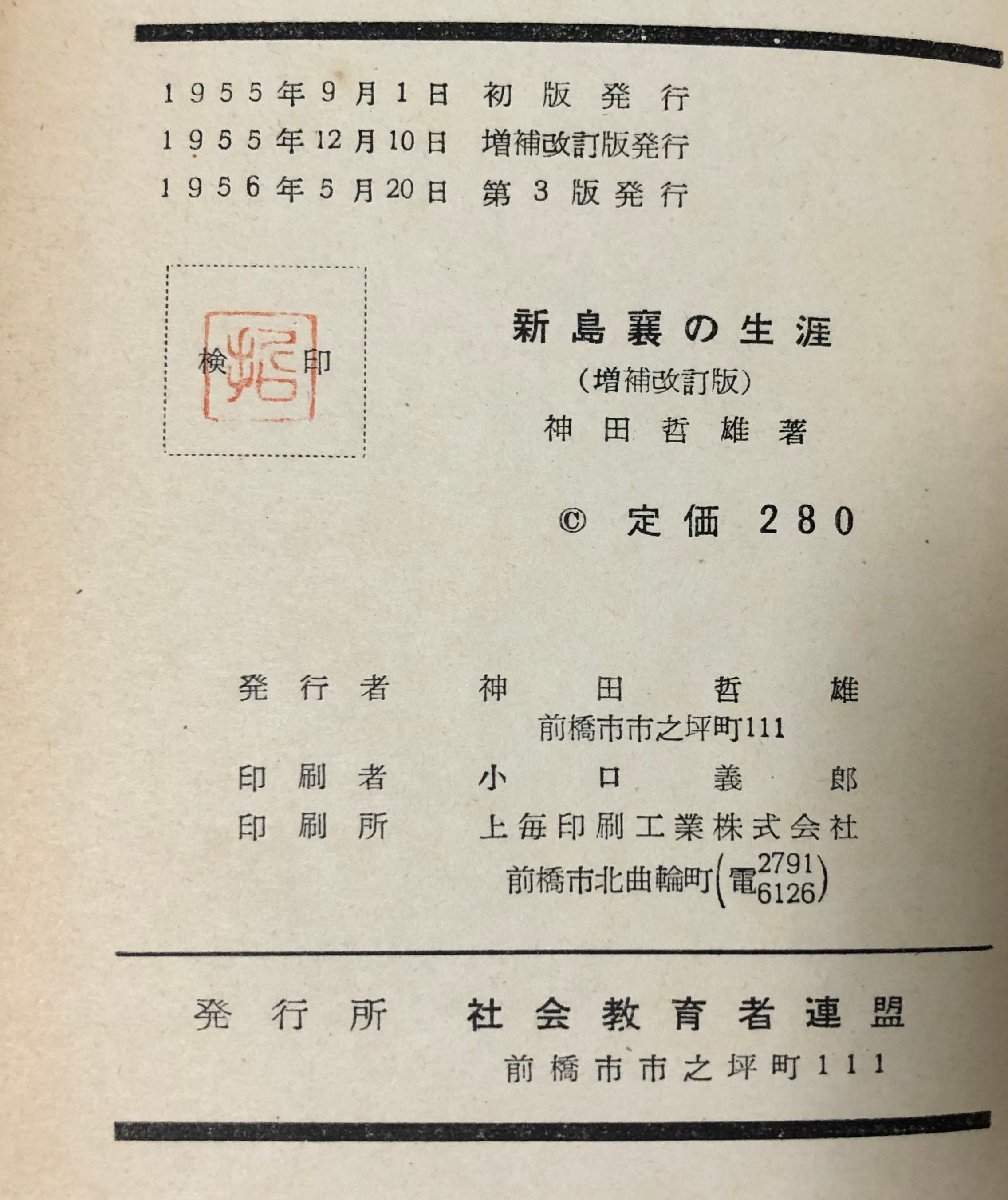 1955年9月1日 初版発行
1955年12月10日 増補改訂版発行
1956年5月20日 第3版発行
検印
哲
新島襄の生涯
(増補改訂版)
神田哲雄著
© 定価 280
発行者 神田哲雄
前橋市市之坪町111
印刷者 小口義郎
印刷所 上毎印刷工業株式会社
前橋市北曲輪町(電2791 6126)
発行所 社会教育者連盟
前橋市市之坪町111